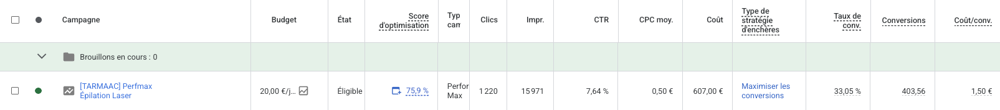 Campagne Budget État Score d'optimisation Typ cam Clics Impr. CTR CPC moy. Coût Type de stratégie d'enchères Taux de conv. Conversions Coût/conv.
Brouillons en cours : 0
[TARMAAC] Perfmax Épilation Laser 20,00 €/j... Éligible 75,9 % Perfor Max 1 220 15 971 7,64 % 0,50 € 607,00 € Maximiser les conversions 33,05 % 403,56 1,50 €